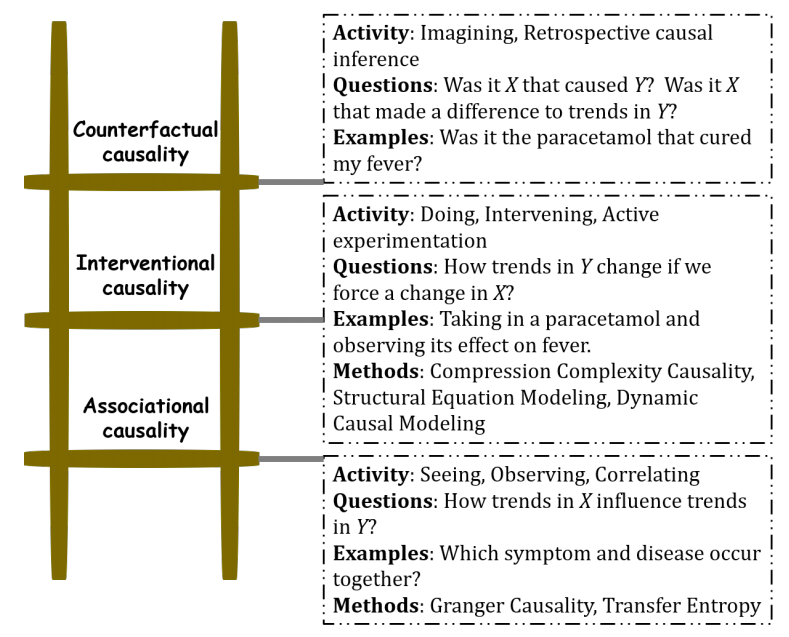 Counterfactual
causality
Activity: Imagining, Retrospective causal
inference
Questions: Was it X that caused Y? Was it X
that made a difference to trends in Y?
Examples: Was it the paracetamol that cured
my fever?
Interventional
causality
Activity: Doing, Intervening, Active
experimentation
Questions: How trends in Y change if we
force a change in X?
Examples: Taking in a paracetamol and
observing its effect on fever.
Methods: Compression Complexity Causality,
Structural Equation Modeling, Dynamic
Causal Modeling
Associational
causality
Activity: Seeing, Observing, Correlating
Questions: How trends in X influence trends
in Y?
Examples: Which symptom and disease occur
together?
Methods: Granger Causality, Transfer Entropy